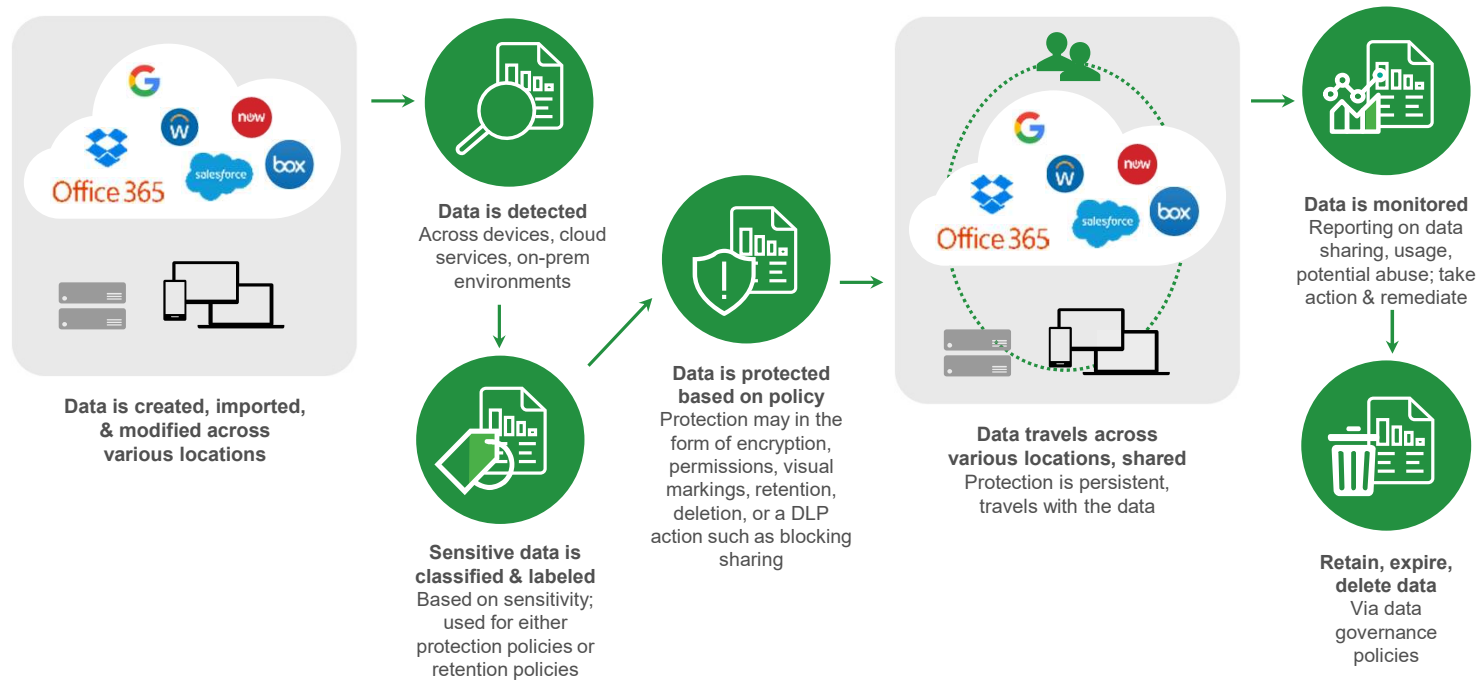 G
W
now
salesforce
box
Office 365
Data is created, imported,
& modified across
various locations
Data is detected
Across devices, cloud
services, on-prem
environments
Sensitive data is
classified & labeled
Based on sensitivity;
used for either
protection policies or
retention policies
Data is protected
based on policy
Protection may in the
form of encryption,
permissions, visual
markings, retention,
deletion, or a DLP
action such as blocking
sharing
G
W
now
salesforce
box
Office 365
Data travels across
various locations, shared
Protection is persistent,
travels with the data
Data is monitored
Reporting on data
sharing, usage,
potential abuse; take
action & remediate
Retain, expire,
delete data
Via data
governance
policies